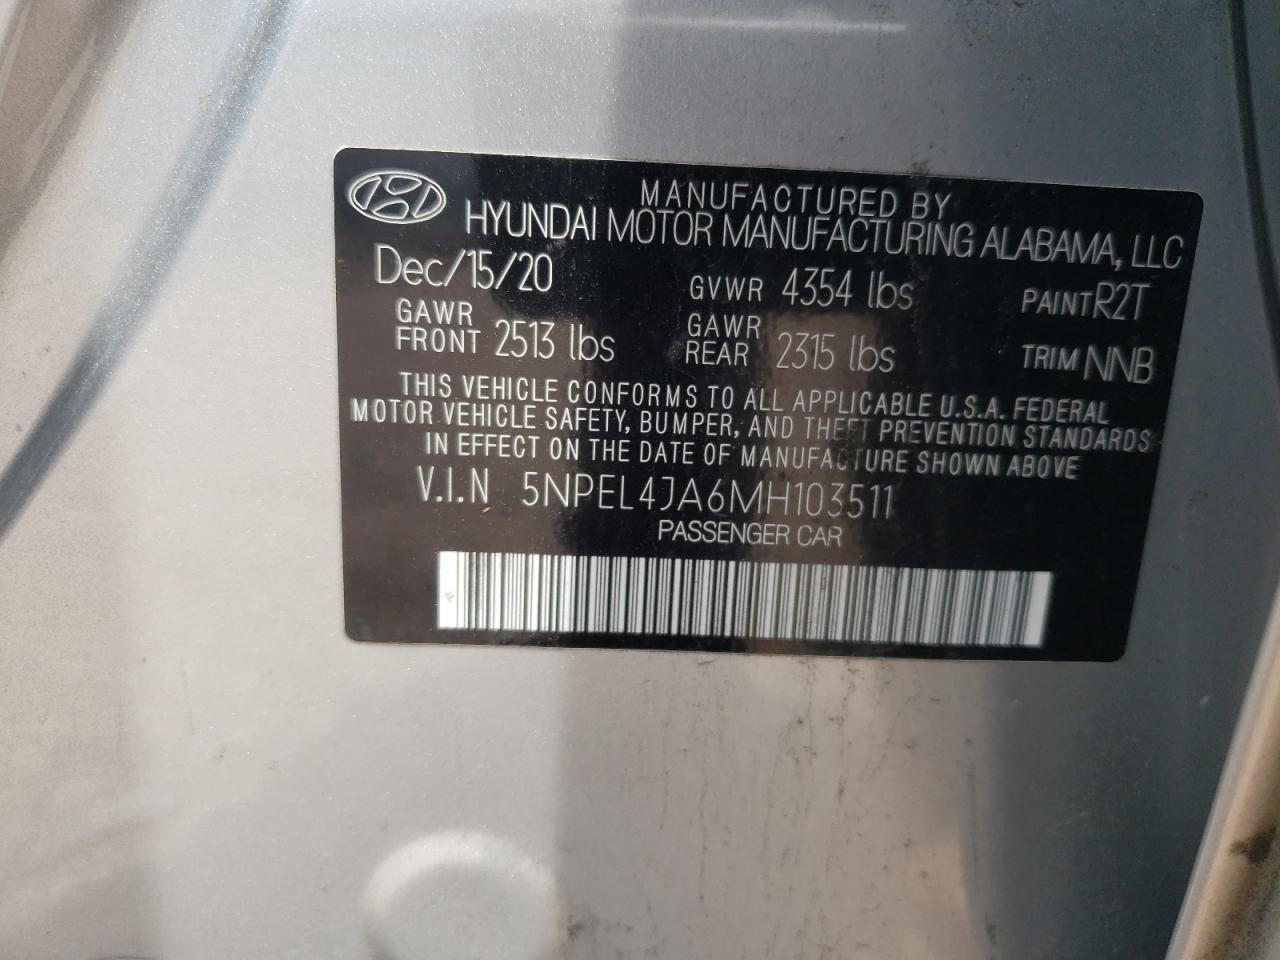 MANUFACTURED BY
HYUNDAI MOTOR MANUFACTURING ALABAMA, LLC
Dec/15/20 GVWR 4354 lbs PAINT R2T
GAWR FRONT 2513 lbs GAWR REAR 2315 lbs TRIM NNB
THIS VEHICLE CONFORMS TO ALL APPLICABLE U.S.A. FEDERAL
MOTOR VEHICLE SAFETY, BUMPER, AND THEFT PREVENTION STANDARDS
IN EFFECT ON THE DATE OF MANUFACTURE SHOWN ABOVE
V.I.N 5NPEL4JA6MH103511
PASSENGER CAR